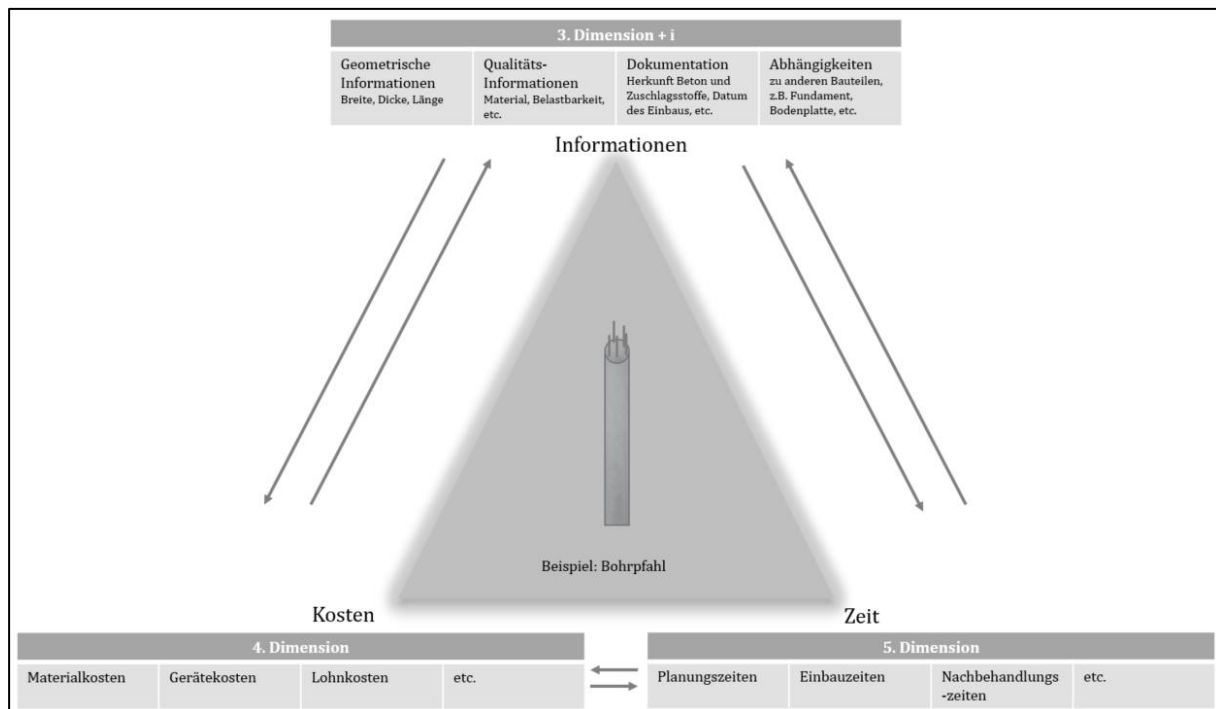 3. Dimension + i
Geometrische
Informationen
Breite, Dicke, Länge
Qualitäts-
Informationen
Material, Belastbarkeit,
etc.
Dokumentation
Herkunft Beton und
Zuschlagsstoffe, Datum
des Einbaus, etc.
Abhängigkeiten
zu anderen Bauteilen,
z.B. Fundament,
Bodenplatte, etc.
Informationen
Beispiel: Bohrpfahl
Kosten
Zeit
4. Dimension
Materialkosten
Gerätekosten
Lohnkosten
etc.
5. Dimension
Planungszeiten
Einbauzeiten
Nachbehandlungs
-zeiten
etc.